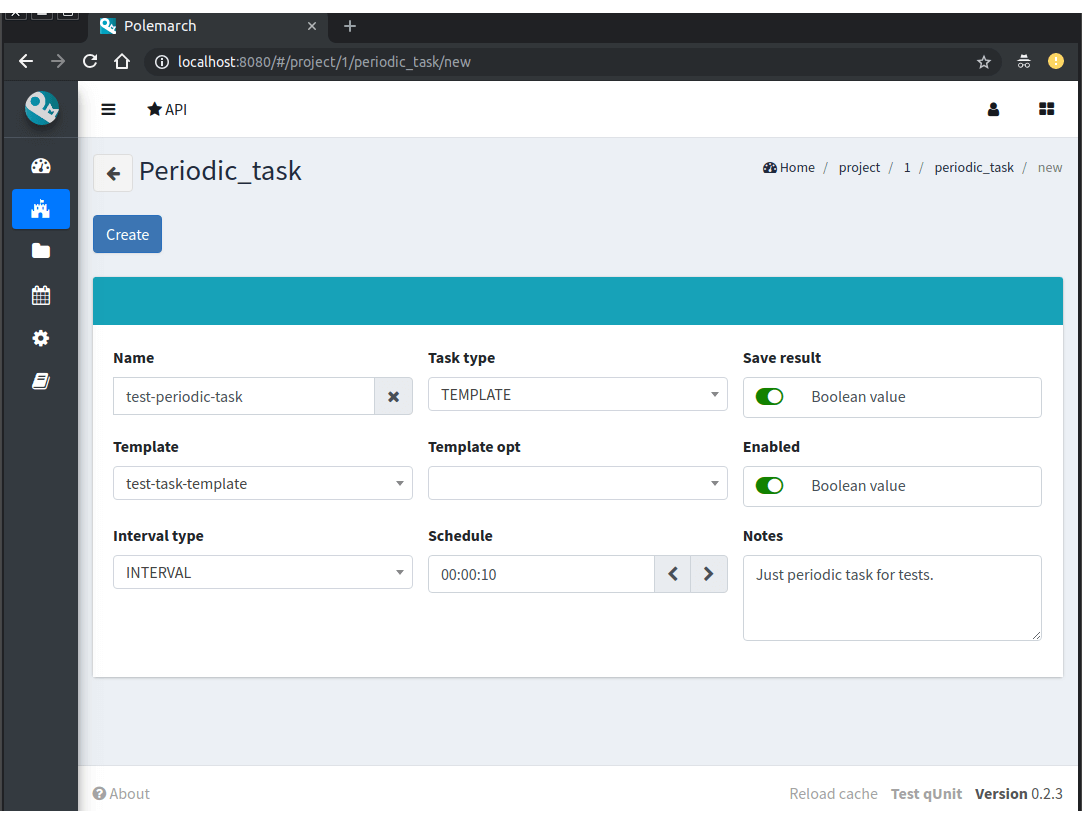 Polemarch
localhost:8080/#/project/1/periodic_task/new
API
Periodic_task
Home / project / 1 / periodic_task / new
Create
Name
Task type
Save result
test-periodic-task
TEMPLATE
Boolean value
Template
Template opt
Enabled
test-task-template
Boolean value
Interval type
Schedule
Notes
INTERVAL
00:00:10
Just periodic task for tests.
About
Reload cache Test qUnit Version 0.2.3